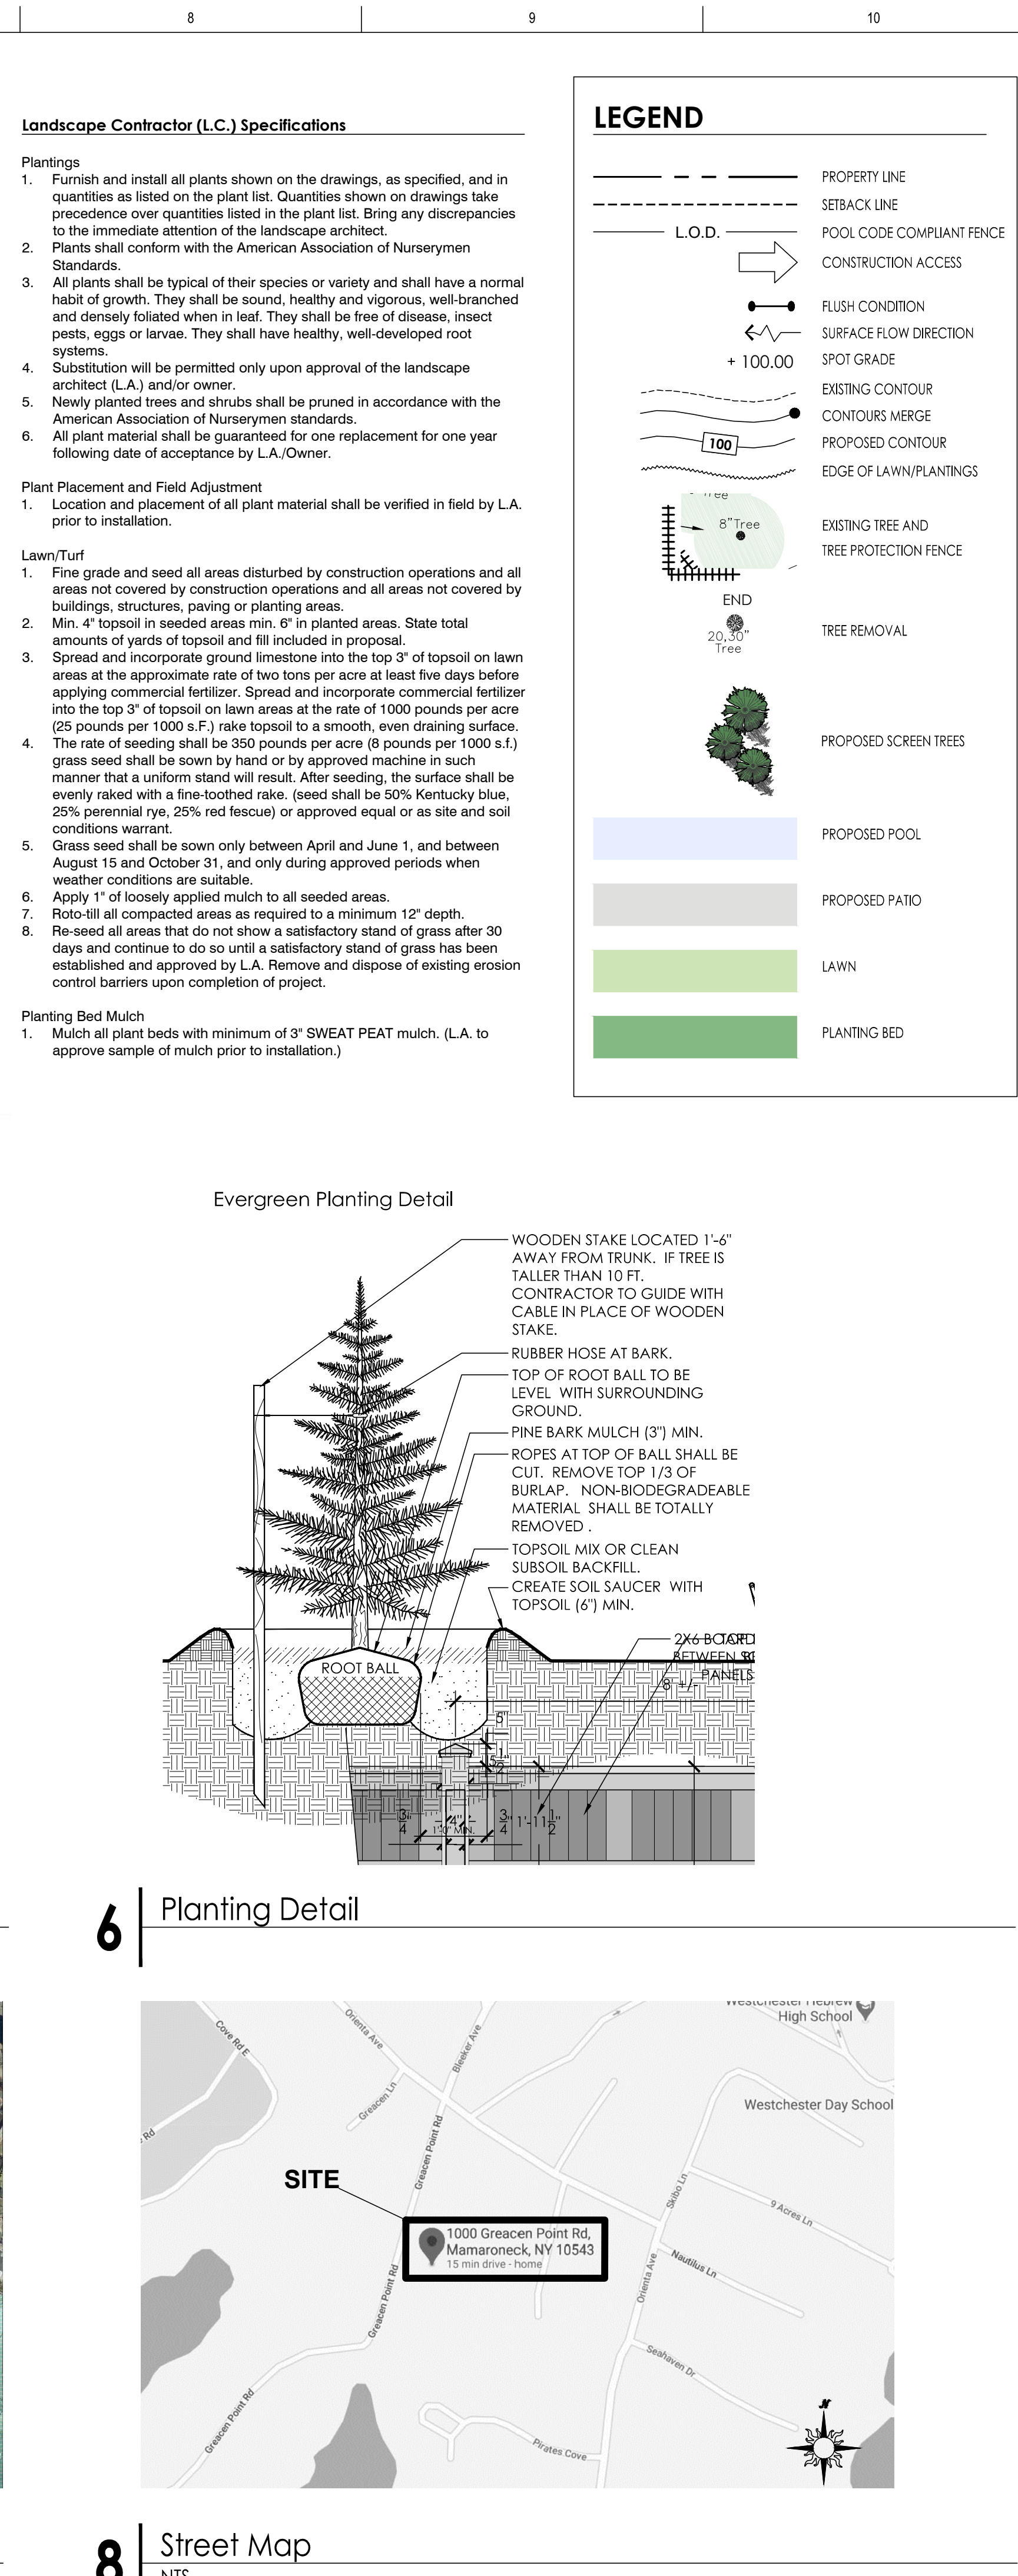 8
9
10
Landscape Contractor (L.C.) Specifications
Plantings
1. Furnish and install all plants shown on the drawings, as specified, and in
quantities as listed on the plant list. Quantities shown on drawings take
precedence over quantities listed in the plant list. Bring any discrepancies
to the immediate attention of the landscape architect.
2. Plants shall conform with the American Association of Nurserymen
Standards.
3. All plants shall be typical of their species or variety and shall have a normal
habit of growth. They shall be sound, healthy and vigorous, well-branched
and densely foliated when in leaf. They shall be free of disease, insect
pests, eggs or larvae. They shall have healthy, well-developed root
systems.
4. Substitution will be permitted only upon approval of the landscape
architect (L.A.) and/or owner.
5. Newly planted trees and shrubs shall be pruned in accordance with the
American Association of Nurserymen standards.
6. All plant material shall be guaranteed for one replacement for one year
following date of acceptance by L.A./Owner.
Plant Placement and Field Adjustment
1. Location and placement of all plant material shall be verified in field by L.A.
prior to installation.
Lawn/Turf
1. Fine grade and seed all areas disturbed by construction operations and all
areas not covered by construction operations and all areas not covered by
buildings, structures, paving or planting areas.
2. Min. 4" topsoil in seeded areas min. 6" in planted areas. State total
amounts of yards of topsoil and fill included in proposal.
3. Spread and incorporate ground limestone into the top 3" of topsoil on lawn
areas at the approximate rate of two tons per acre at least five days before
applying commercial fertilizer. Spread and incorporate commercial fertilizer
into the top 3" of topsoil on lawn areas at the rate of 1000 pounds per acre
(25 pounds per 1000 s.F.) rake topsoil to a smooth, even draining surface.
4. The rate of seeding shall be 350 pounds per acre (8 pounds per 1000 s.f.)
grass seed shall be sown by hand or by approved machine in such
manner that a uniform stand will result. After seeding, the surface shall be
evenly raked with a fine-toothed rake. (seed shall be 50% Kentucky blue,
25% perennial rye, 25% red fescue) or approved equal or as site and soil
conditions warrant.
5. Grass seed shall be sown only between April and June 1, and between
August 15 and October 31, and only during approved periods when
weather conditions are suitable.
6. Apply 1" of loosely applied mulch to all seeded areas.
7. Roto-till all compacted areas as required to a minimum 12" depth.
8. Re-seed all areas that do not show a satisfactory stand of grass after 30
days and continue to do so until a satisfactory stand of grass has been
established and approved by L.A. Remove and dispose of existing erosion
control barriers upon completion of project.
Planting Bed Mulch
1. Mulch all plant beds with minimum of 3" SWEAT PEAT mulch. (L.A. to
approve sample of mulch prior to installation.)
LEGEND
PROPERTY LINE
SETBACK LINE
L.O.D. POOL CODE COMPLIANT FENCE
CONSTRUCTION ACCESS
FLUSH CONDITION
SURFACE FLOW DIRECTION
+ 100.00 SPOT GRADE
EXISTING CONTOUR
CONTOURS MERGE
100 PROPOSED CONTOUR
EDGE OF LAWN/PLANTINGS
Tree
8"Tree
EXISTING TREE AND
TREE PROTECTION FENCE
END
20,30"
Tree
TREE REMOVAL
PROPOSED SCREEN TREES
PROPOSED POOL
PROPOSED PATIO
LAWN
PLANTING BED
Evergreen Planting Detail
WOODEN STAKE LOCATED 1'-6"
AWAY FROM TRUNK. IF TREE IS
TALLER THAN 10 FT.
CONTRACTOR TO GUIDE WITH
CABLE IN PLACE OF WOODEN
STAKE.
RUBBER HOSE AT BARK.
TOP OF ROOT BALL TO BE
LEVEL WITH SURROUNDING
GROUND.
PINE BARK MULCH (3") MIN.
ROPES AT TOP OF BALL SHALL BE
CUT. REMOVE TOP 1/3 OF
BURLAP. NON-BIODEGRADEABLE
MATERIAL SHALL BE TOTALLY
REMOVED .
TOPSOIL MIX OR CLEAN
SUBSOIL BACKFILL.
CREATE SOIL SAUCER WITH
TOPSOIL (6") MIN.
2X6
BETWEEN
PANELS
8" +/-
ROOT BALL
5"
5 1/2"
3/4"
4"
3/4"
1'-11 1/2"
1'-0" MIN.
6
Planting Detail
Westchester Hebrew
High School
Westchester Day School
Cove Rd E
Orienta Ave
Bleeker Ave
Greacen Ln
Greacen Point Rd
Rd
SITE
1000 Greacen Point Rd,
Mamaroneck, NY 10543
15 min drive - home
Skibo Ln
9 Acres Ln
Nautilus Ln
Orienta Ave
Greacen Point Rd
Seahaven Dr
Greacen Point Rd
Pirates Cove
N
8
Street Map
NTS